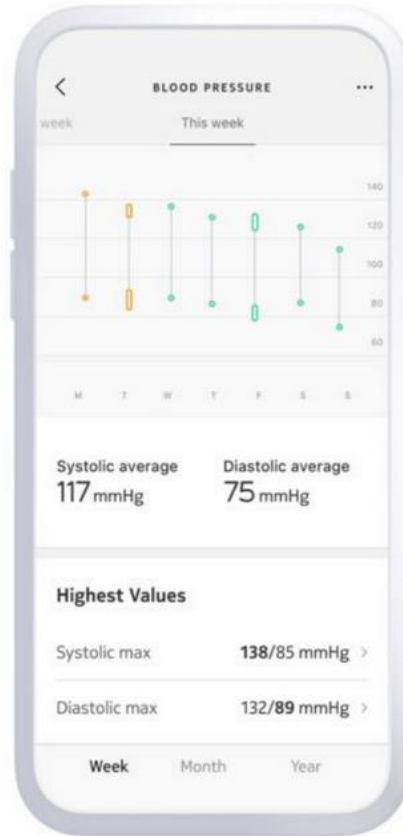 BLOOD PRESSURE
week
This week
140
120
100
80
60
M T W T F S S
Systolic average
Diastolic average
117 mmHg
75 mmHg
Highest Values
Systolic max
138/85 mmHg
Diastolic max
132/89 mmHg
Week
Month
Year